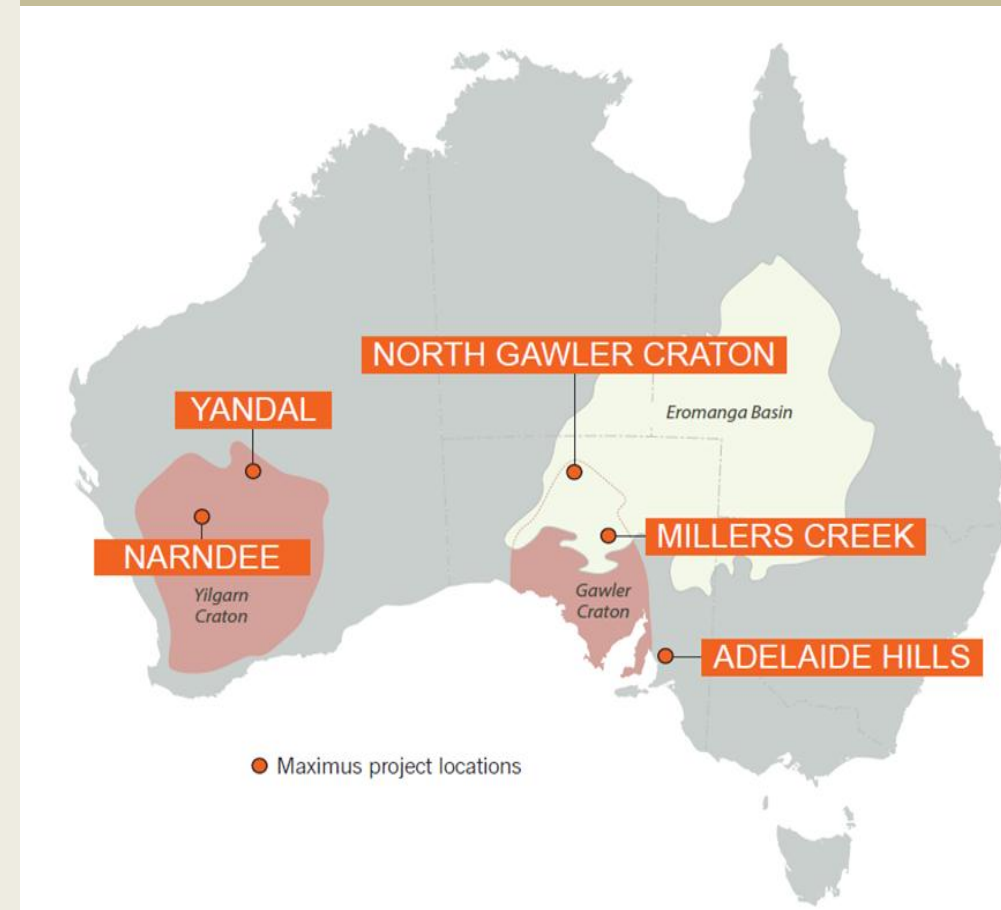 NORTH GAWLER CRATON
YANDAL
Eromanga Basin
MILLERS CREEK
NARNDEE
Yilgarn
Craton
Gawler
Craton
ADELAIDE HILLS
Maximus project locations